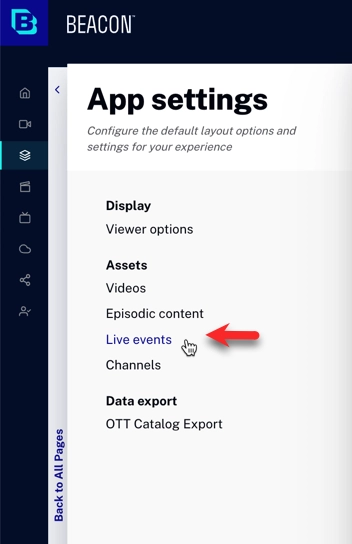 BEACON
App settings
Configure the default layout options and
settings for your experience
Display
Viewer options
Assets
Videos
Episodic content
Live events
Channels
Data export
OTT Catalog Export
Back to All Pages